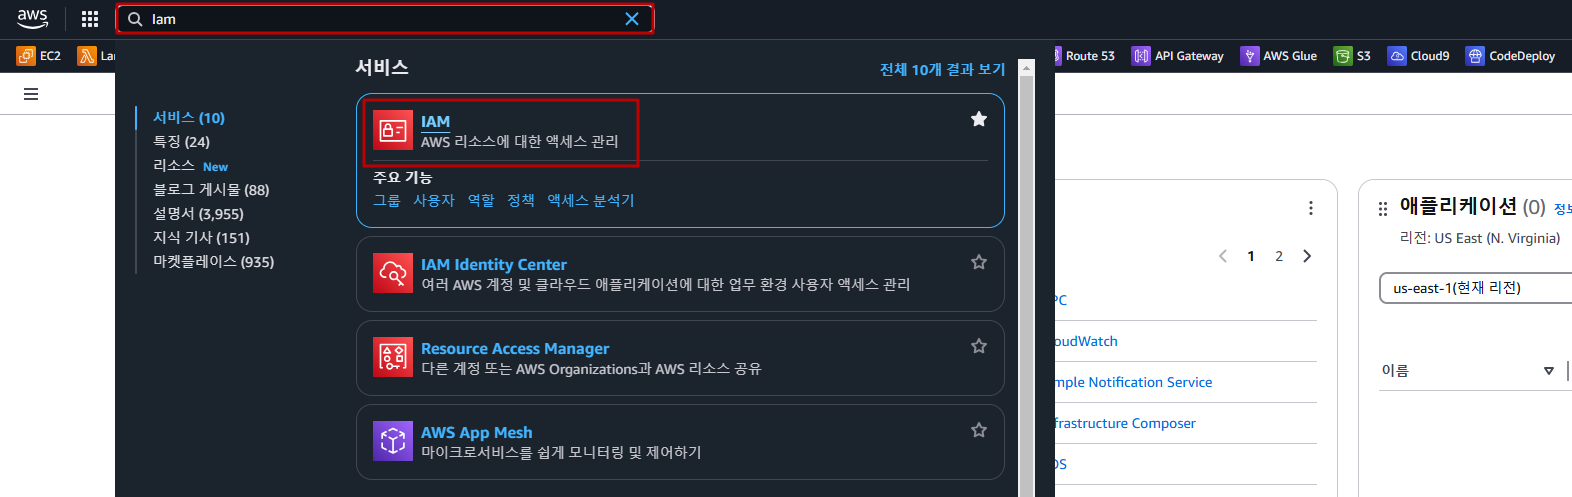 aws
Iam
EC2
La
Route 53
API Gateway
AWS Glue
S3
Cloud9
CodeDeploy
서비스
전체 10개 결과 보기
서비스 (10)
특징 (24)
리소스 New
블로그 게시물 (88)
설명서 (3,955)
지식 기사 (151)
마켓플레이스 (935)
IAM
AWS 리소스에 대한 액세스 관리
주요 기능
그룹 사용자 역할 정책 액세스 분석기
IAM Identity Center
여러 AWS 계정 및 클라우드 애플리케이션에 대한 업무 환경 사용자 액세스 관리
Resource Access Manager
다른 계정 또는 AWS Organizations과 AWS 리소스 공유
AWS App Mesh
마이크로서비스를 쉽게 모니터링 및 제어하기
1 2
PC
oudWatch
mple Notification Service
frastructure Composer
DS
애플리케이션 (0) 정보
리전: US East (N. Virginia)
us-east-1(현재 리전)
이름